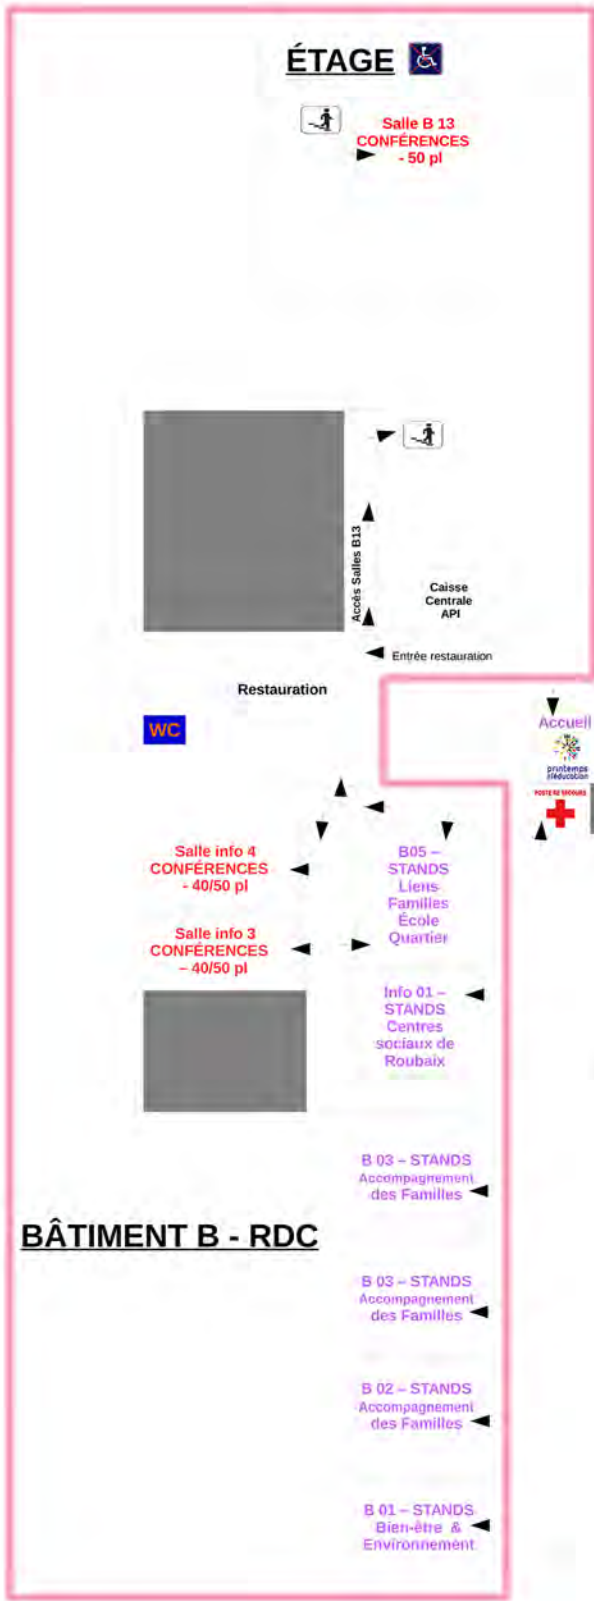 ÉTAGE
Salle B 13
CONFÉRENCES
- 50 pl
Accès Salles B13
Caisse
Centrale
API
Entrée restauration
Restauration
WC
Accueil
printemps
POSTE DE SECOURS
Salle info 4
CONFÉRENCES
- 40/50 pl
B05 –
STANDS
Liens
Familles
École
Quartier
Salle info 3
CONFÉRENCES
– 40/50 pl
Info 01 –
STANDS
Centres
sociaux de
Roubaix
B 03 – STANDS
Accompagnement
des Familles
BÂTIMENT B - RDC
B 03 – STANDS
Accompagnement
des Familles
B 02 – STANDS
Accompagnement
des Familles
B 01 – STANDS
Bien-être &
Environnement